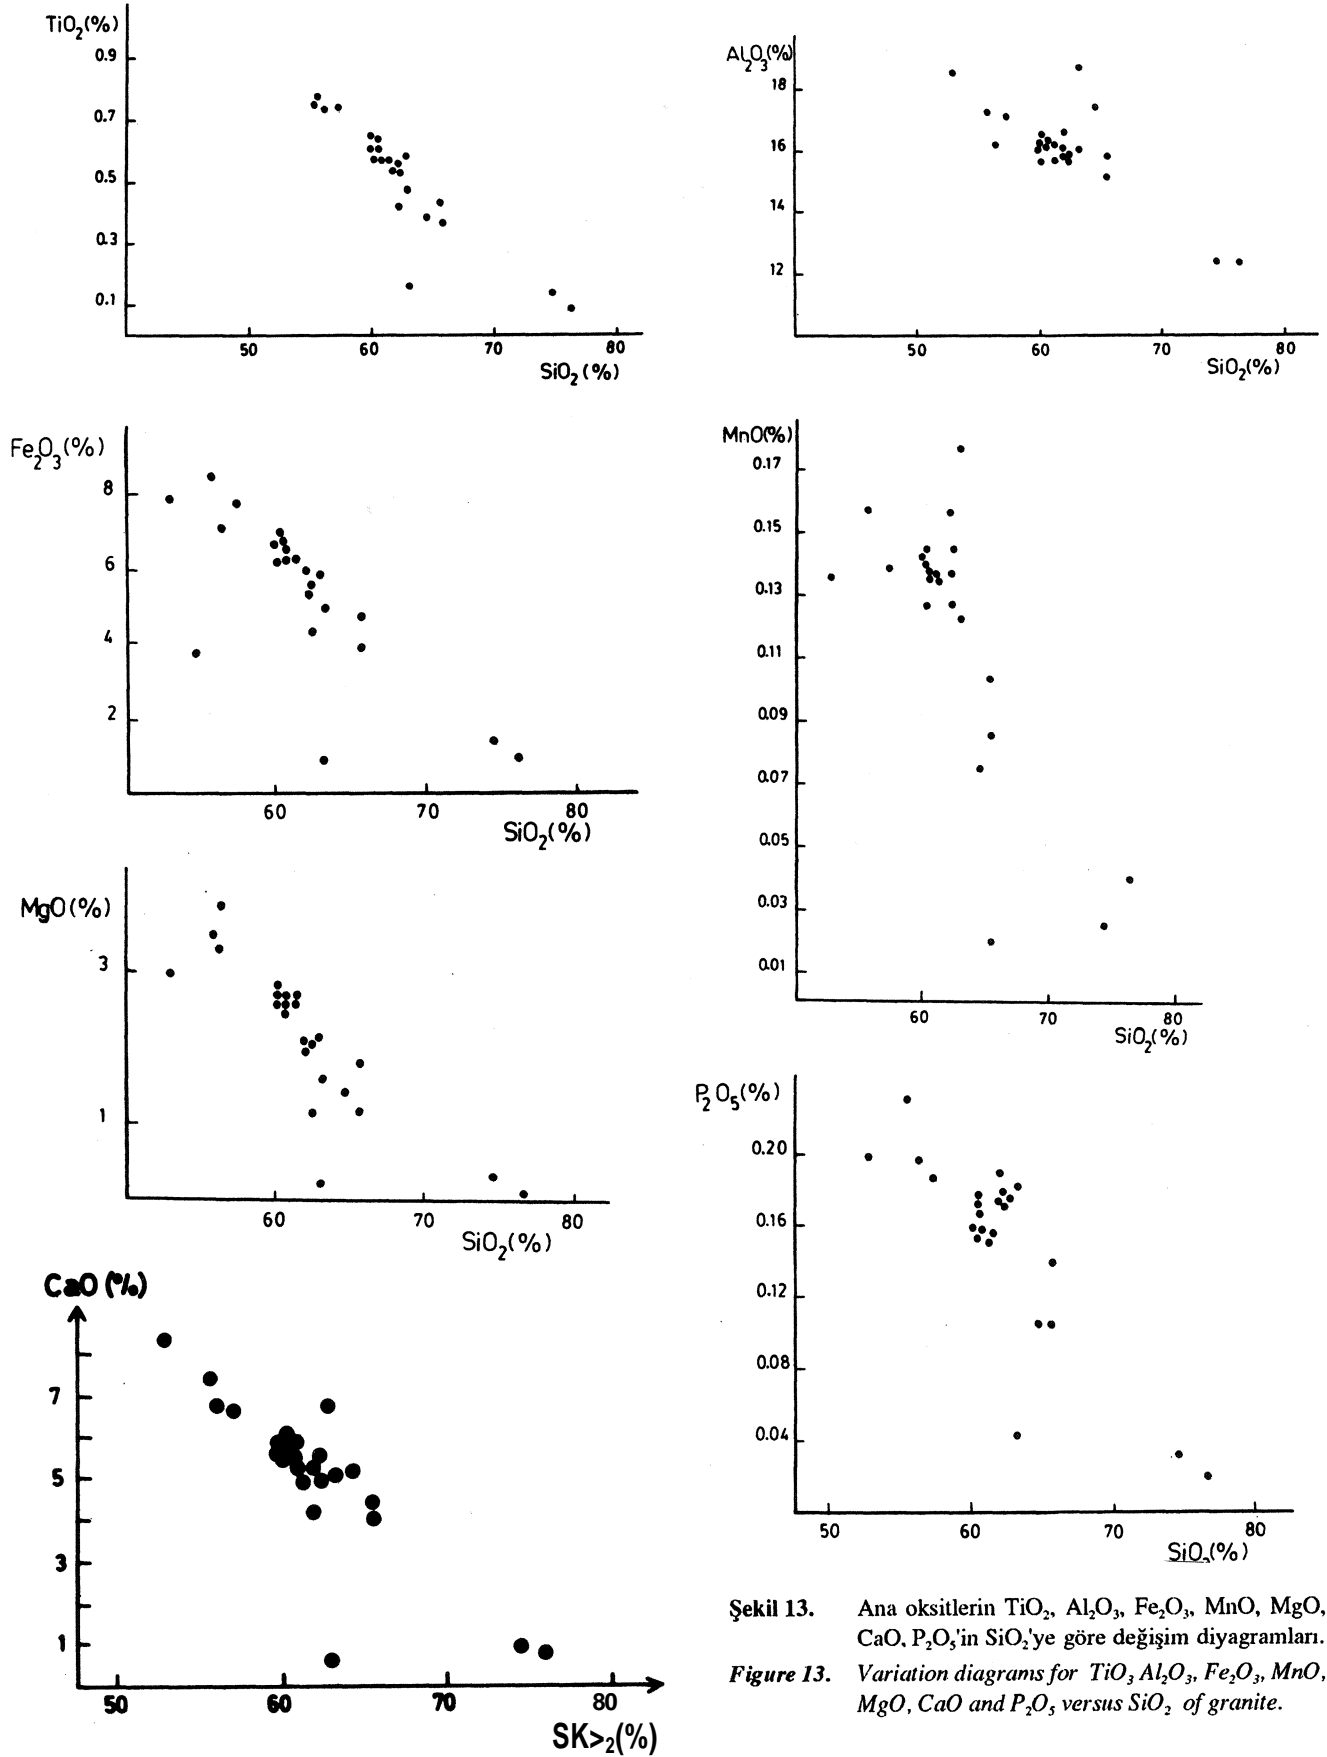 TiO₂(%)
0.9
0.7
0.5
0.3
0.1
50 60 70 80
SiO₂(%)
Al₂O₃(%)
18
16
14
12
50 60 70 80
SiO₂(%)
Fe₂O₃(%)
8
6
4
2
60 70 80
SiO₂(%)
MnO(%)
0.17
0.15
0.13
0.11
0.09
0.07
0.05
0.03
0.01
60 70 80
SiO₂(%)
MgO(%)
3
1
60 70 80
SiO₂(%)
P₂O₅(%)
0.20
0.16
0.12
0.08
0.04
50 60 70 80
SiO₂(%)
CaO(%)
7
5
3
1
50 60 70 80
SK>₂(%)
Şekil 13. Ana oksitlerin TiO₂, Al₂O₃, Fe₂O₃, MnO, MgO,
CaO, P₂O₅'in SiO₂'ye göre değişim diyagramları.
Figure 13. Variation diagrams for TiO₃ Al₂O₃, Fe₂O₃, MnO,
MgO, CaO and P₂O₅ versus SiO₂ of granite.